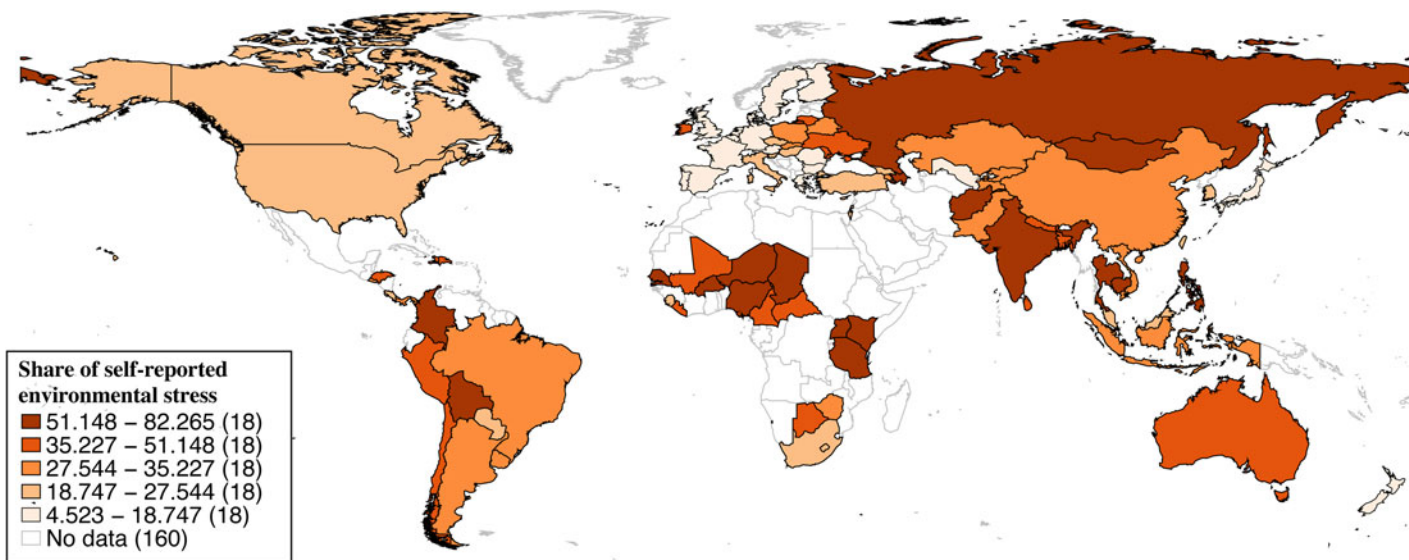 Share of self-reported
environmental stress
51.148 – 82.265 (18)
35.227 – 51.148 (18)
27.544 – 35.227 (18)
18.747 – 27.544 (18)
4.523 – 18.747 (18)
No data (160)